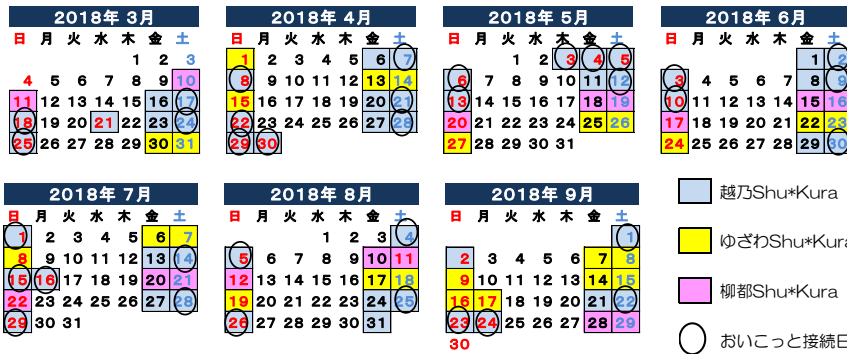 2018年 3月
日 月 火 水 木 金 土
1 2 3
4 5 6 7 8 9 10
11 12 13 14 15 16 17
18 19 20 21 22 23 24
25 26 27 28 29 30 31
2018年 4月
日 月 火 水 木 金 土
1 2 3 4 5 6 7
8 9 10 11 12 13 14
15 16 17 18 19 20 21
22 23 24 25 26 27 28
29 30
2018年 5月
日 月 火 水 木 金 土
1 2 3 4 5
6 7 8 9 10 11 12
13 14 15 16 17 18 19
20 21 22 23 24 25 26
27 28 29 30 31
2018年 6月
日 月 火 水 木 金 土
1 2
3 4 5 6 7 8 9
10 11 12 13 14 15 16
17 18 19 20 21 22 23
24 25 26 27 28 29 30
2018年 7月
日 月 火 水 木 金 土
1 2 3 4 5 6 7
8 9 10 11 12 13 14
15 16 17 18 19 20 21
22 23 24 25 26 27 28
29 30 31
2018年 8月
日 月 火 水 木 金 土
1 2 3 4
5 6 7 8 9 10 11
12 13 14 15 16 17 18
19 20 21 22 23 24 25
26 27 28 29 30 31
2018年 9月
日 月 火 水 木 金 土
1
2 3 4 5 6 7 8
9 10 11 12 13 14 15
16 17 18 19 20 21 22
23 24 25 26 27 28 29
30
越乃Shu*Kura
ゆざわShu*Kura
柳都Shu*Kura
おいこっと接続日